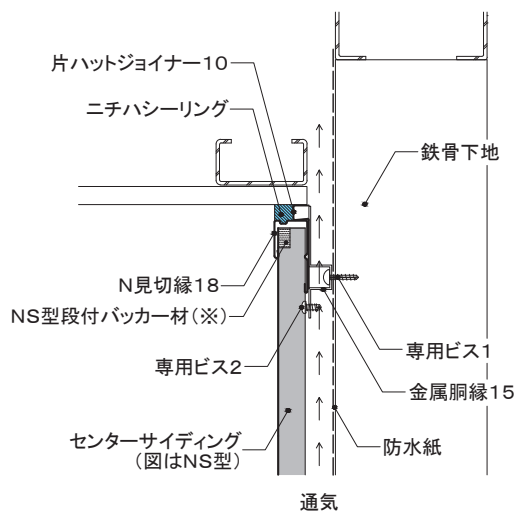 片ハットジョイナー10
ニチハシーリング
鉄骨下地
N見切縁18
NS型段付バッカー材(※)
専用ビス2
専用ビス1
金属胴縁15
センターサイディング
(図はNS型)
防水紙
通気